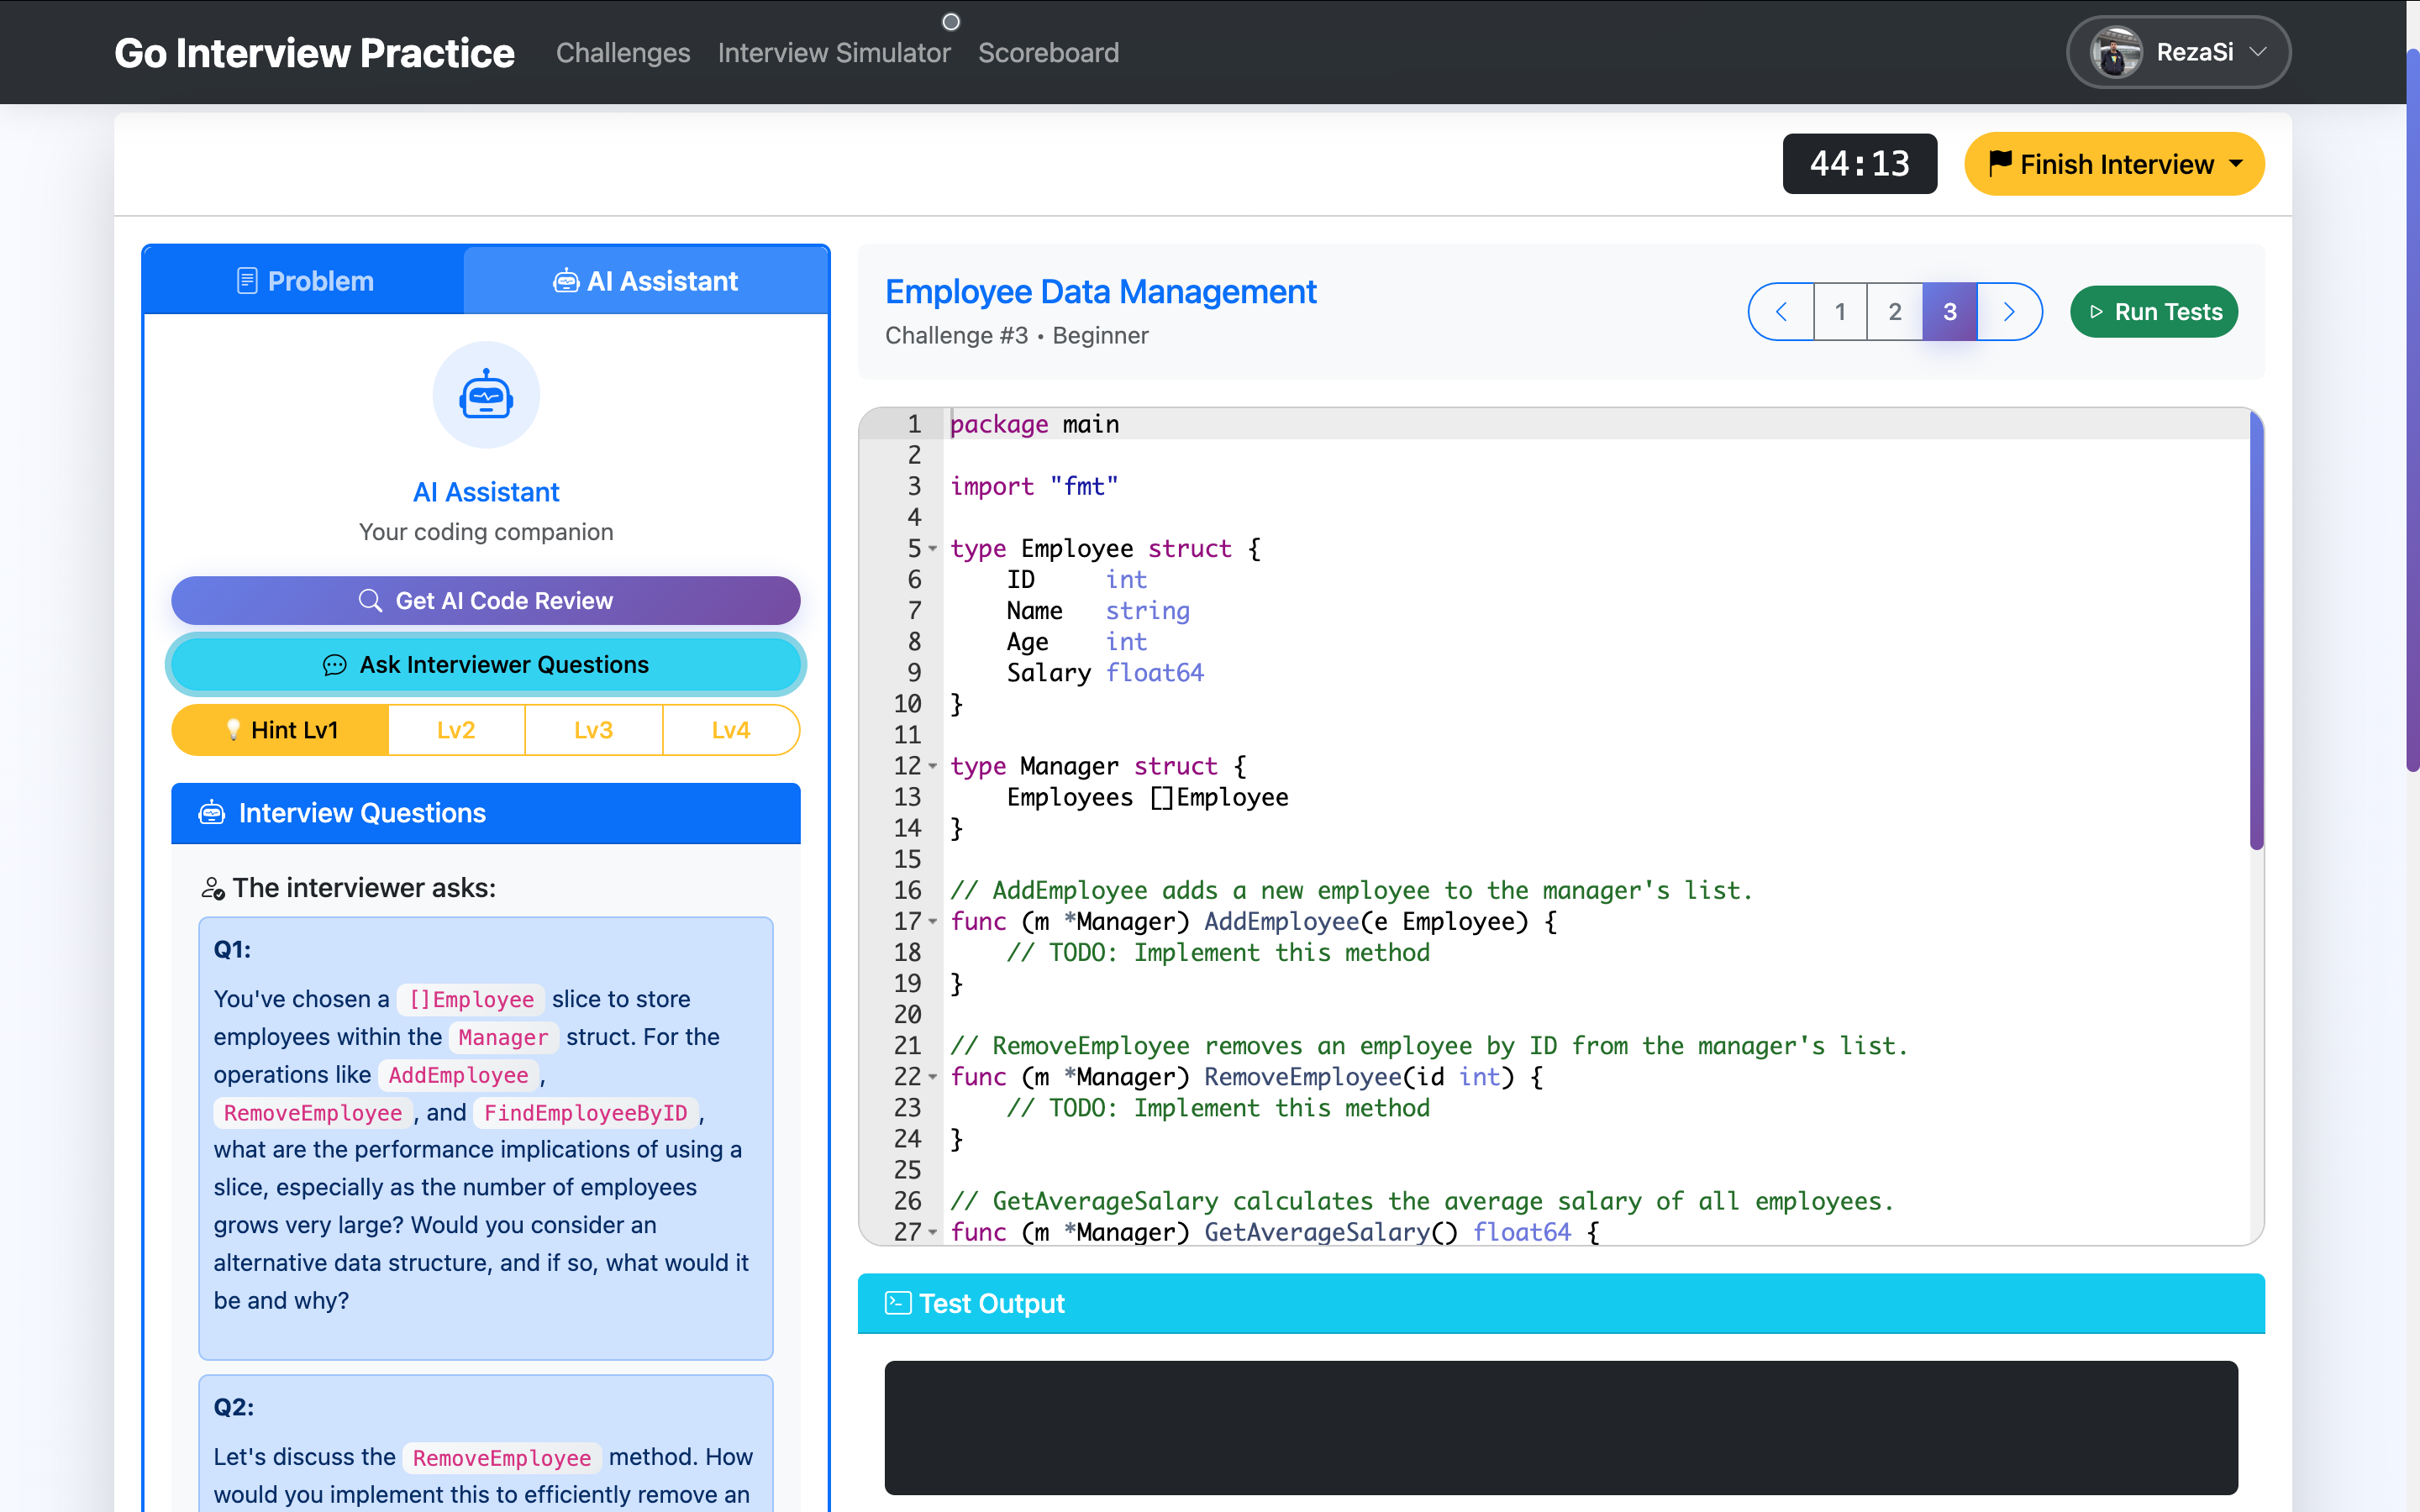 Go Interview Practice
Challenges
Interview Simulator
Scoreboard
RezaSi
44:13
Finish Interview
Problem
AI Assistant
AI Assistant
Your coding companion
Get AI Code Review
Ask Interviewer Questions
Hint Lv1
Lv2
Lv3
Lv4
Interview Questions
The interviewer asks:
Q1:
You've chosen a []Employee slice to store
employees within the Manager struct. For the
operations like AddEmployee ,
RemoveEmployee , and FindEmployeeByID ,
what are the performance implications of using a
slice, especially as the number of employees
grows very large? Would you consider an
alternative data structure, and if so, what would it
be and why?
Q2:
Let's discuss the RemoveEmployee method. How
would you implement this to efficiently remove an
Employee Data Management
Challenge #3 • Beginner
1
2
3
Run Tests
1 package main
2
3 import "fmt"
4
5 type Employee struct {
6 ID int
7 Name string
8 Age int
9 Salary float64
10 }
11
12 type Manager struct {
13 Employees []Employee
14 }
15
16 // AddEmployee adds a new employee to the manager's list.
17 func (m *Manager) AddEmployee(e Employee) {
18 // TODO: Implement this method
19 }
20
21 // RemoveEmployee removes an employee by ID from the manager's list.
22 func (m *Manager) RemoveEmployee(id int) {
23 // TODO: Implement this method
24 }
25
26 // GetAverageSalary calculates the average salary of all employees.
27 func (m *Manager) GetAverageSalary() float64 {
Test Output